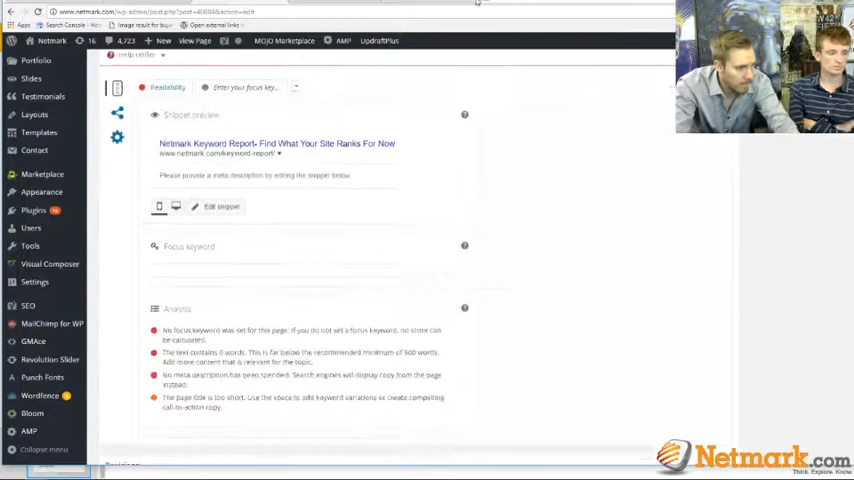 www.netmark.com/wp-admin/post.php?post=40884&action=edit
Apps Search Console - Ho Image result for busy Open external links
Netmark 16 4,723 New View Page MOJO Marketplace AMP UpdraftPlus
Help center
Portfolio
Slides
Testimonials
Layouts
Templates
Contact
Marketplace
Appearance
Plugins
Users
Tools
Visual Composer
Settings
SEO
MailChimp for WP
GMAce
Revolution Slider
Punch Fonts
Wordfence
Bloom
AMP
Collapse menu
Readability Enter your focus key...
Snippet preview
Netmark Keyword Report- Find What Your Site Ranks For Now
www.netmark.com/keyword-report/
Please provide a meta description by editing the snippet below.
Edit snippet
Focus keyword
Analysis
No focus keyword was set for this page. If you do not set a focus keyword, no score can
be calculated.
The text contains 0 words. This is far below the recommended minimum of 300 words.
Add more content that is relevant for the topic.
No meta description has been specified. Search engines will display copy from the page
instead.
The page title is too short. Use the space to add keyword variations or create compelling
call-to-action copy.
Revisions:
Netmark.com
Think. Explore. Know.